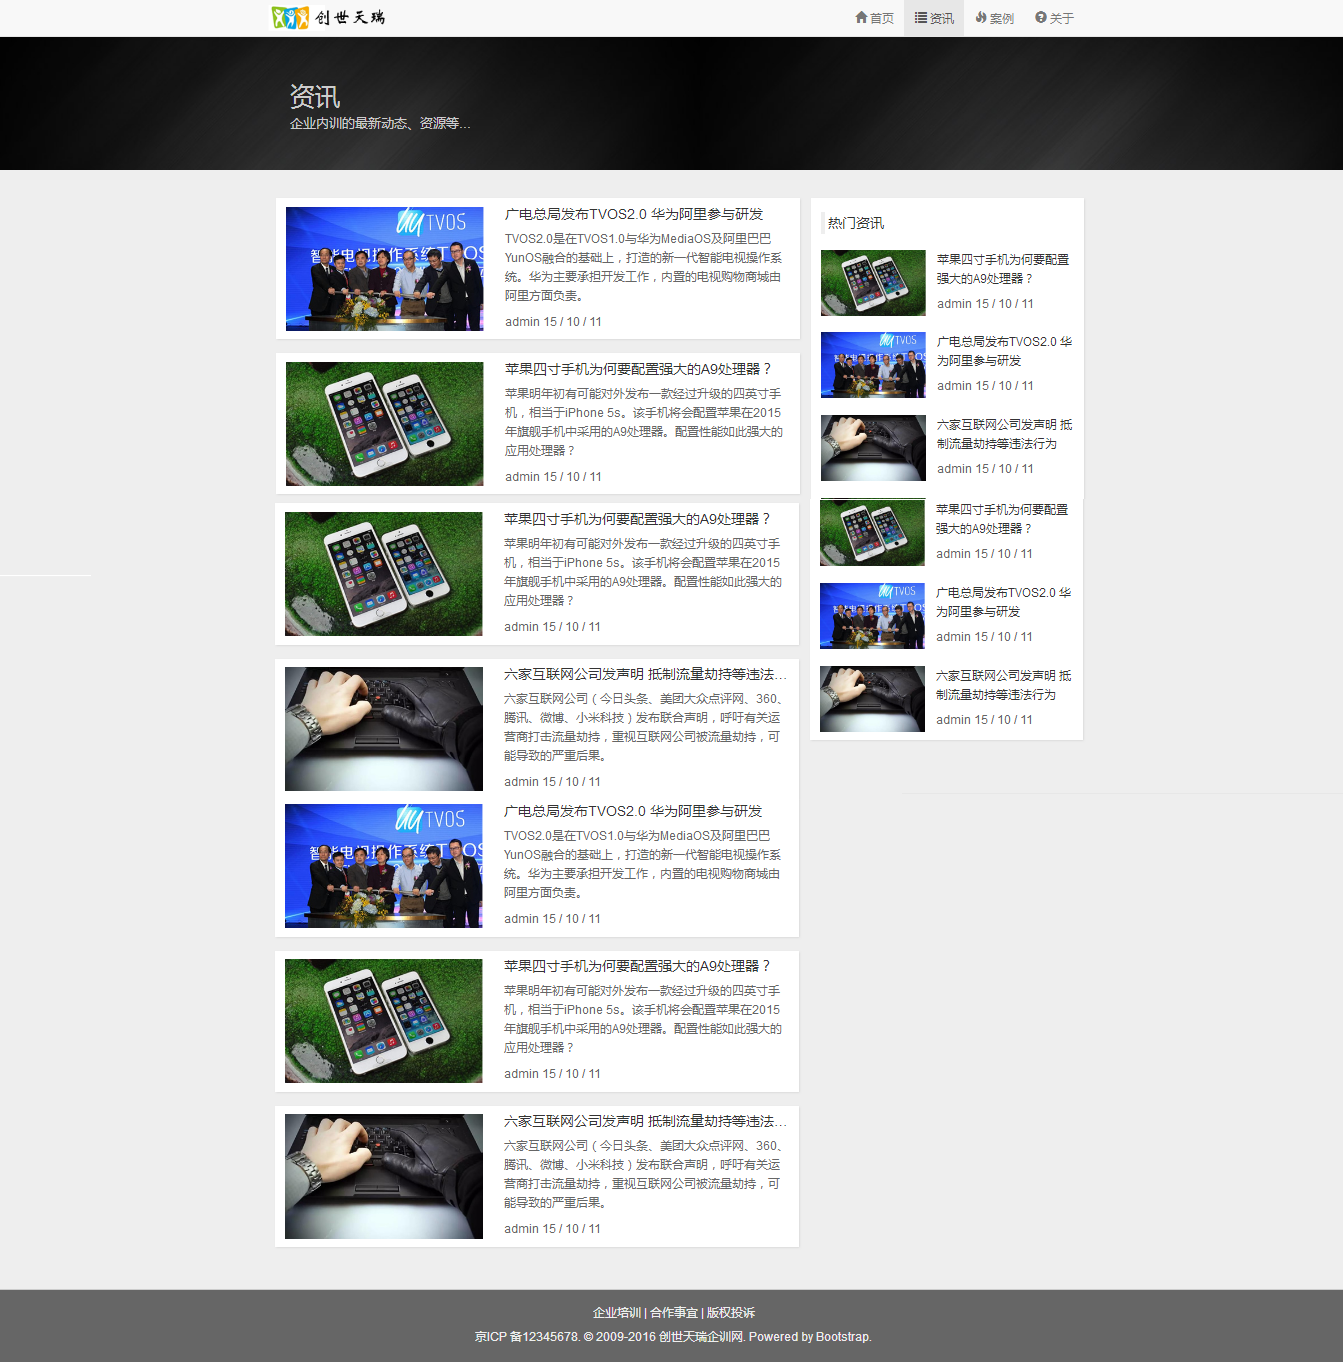 创世天瑞
首页 资讯 案例 关于
资讯
企业内训的最新动态、资源等...
广电总局发布TVOS2.0 华为阿里参与研发
TVOS2.0是在TVOS1.0与华为MediaOS及阿里巴巴
YunOS融合的基础上，打造的新一代智能电视操作系
统。华为主要承担开发工作，内置的电视购物商城由
阿里方面负责。
admin 15 / 10 / 11
苹果四寸手机为何要配置强大的A9处理器？
苹果明年初有可能对外发布一款经过升级的四英寸手
机，相当于iPhone 5s。该手机将会配置苹果在2015
年旗舰手机中采用的A9处理器。配置性能如此强大的
应用处理器？
admin 15 / 10 / 11
苹果四寸手机为何要配置强大的A9处理器？
苹果明年初有可能对外发布一款经过升级的四英寸手
机，相当于iPhone 5s。该手机将会配置苹果在2015
年旗舰手机中采用的A9处理器。配置性能如此强大的
应用处理器？
admin 15 / 10 / 11
六家互联网公司发声明 抵制流量劫持等违法...
六家互联网公司（今日头条、美团大众点评网、360、
腾讯、微博、小米科技）发布联合声明，呼吁有关运
营商打击流量劫持，重视互联网公司被流量劫持，可
能导致的严重后果。
admin 15 / 10 / 11
广电总局发布TVOS2.0 华为阿里参与研发
TVOS2.0是在TVOS1.0与华为MediaOS及阿里巴巴
YunOS融合的基础上，打造的新一代智能电视操作系
统。华为主要承担开发工作，内置的电视购物商城由
阿里方面负责。
admin 15 / 10 / 11
苹果四寸手机为何要配置强大的A9处理器？
苹果明年初有可能对外发布一款经过升级的四英寸手
机，相当于iPhone 5s。该手机将会配置苹果在2015
年旗舰手机中采用的A9处理器。配置性能如此强大的
应用处理器？
admin 15 / 10 / 11
六家互联网公司发声明 抵制流量劫持等违法...
六家互联网公司（今日头条、美团大众点评网、360、
腾讯、微博、小米科技）发布联合声明，呼吁有关运
营商打击流量劫持，重视互联网公司被流量劫持，可
能导致的严重后果。
admin 15 / 10 / 11
热门资讯
苹果四寸手机为何要配置
强大的A9处理器？
admin 15 / 10 / 11
广电总局发布TVOS2.0 华
为阿里参与研发
admin 15 / 10 / 11
六家互联网公司发声明 抵
制流量劫持等违法行为
admin 15 / 10 / 11
苹果四寸手机为何要配置
强大的A9处理器？
admin 15 / 10 / 11
广电总局发布TVOS2.0 华
为阿里参与研发
admin 15 / 10 / 11
六家互联网公司发声明 抵
制流量劫持等违法行为
admin 15 / 10 / 11
企业培训 | 合作事宜 | 版权投诉
京ICP 备12345678. © 2009-2016 创世天瑞企训网. Powered by Bootstrap.